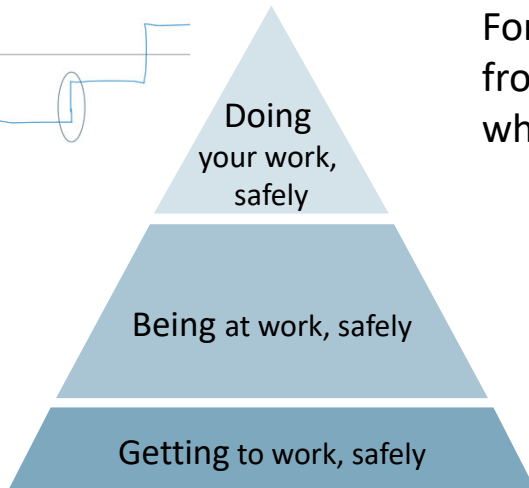 Doing
your work,
safely
Being at work, safely
Getting to work, safely